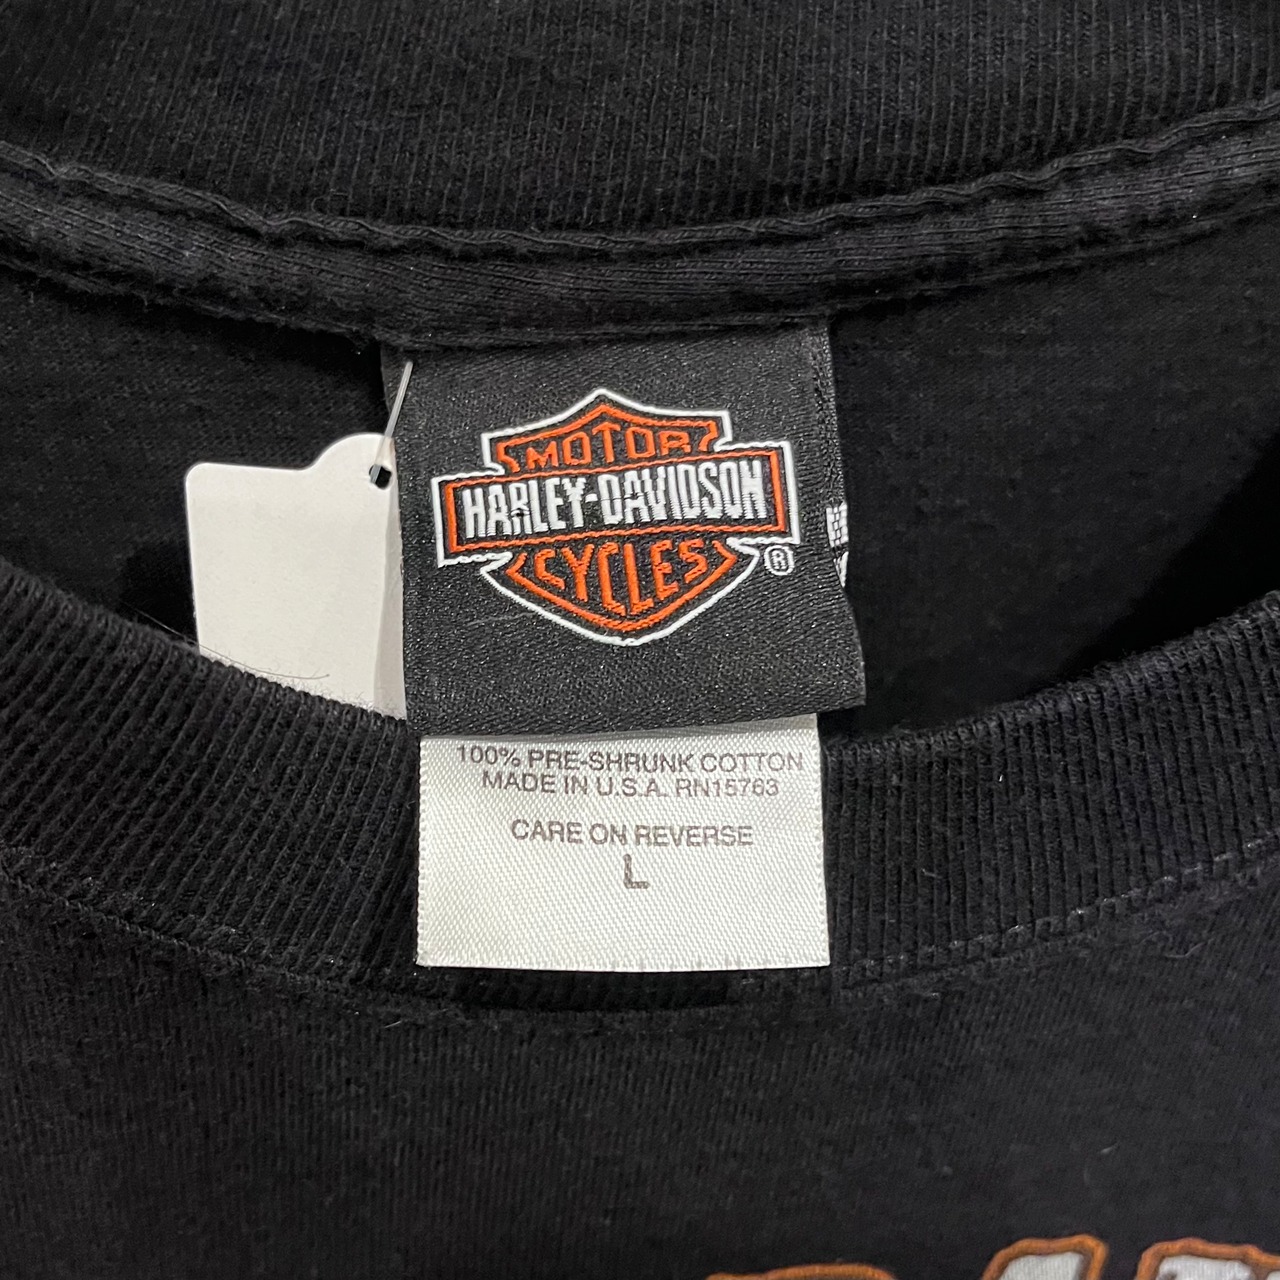 MOTOR
HARLEY-DAVIDSON
CYCLES
®
100% PRE-SHRUNK COTTON
MADE IN U.S.A. RN15763
CARE ON REVERSE
L